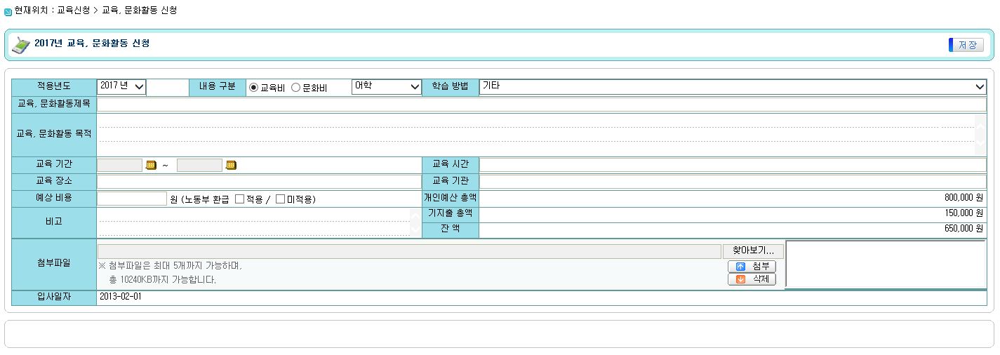 현재위치 : 교육신청 > 교육, 문화활동 신청
2017년 교육, 문화활동 신청
저장
적용년도 2017 년 내용 구분 교육비 문화비 어학 학습 방법 기타
교육, 문화활동제목
교육, 문화활동 목적
교육 기간 ~ 교육 시간
교육 장소 교육 기관
예상 비용 원 (노동부 환급 적용 / 미적용) 개인예산 총액 800,000 원
비고 기지출 총액 150,000 원
잔 액 650,000 원
첨부파일 찾아보기...
※ 첨부파일은 최대 5개까지 가능하며, 첨부
총 10240KB까지 가능합니다. 삭제
입사일자 2013-02-01